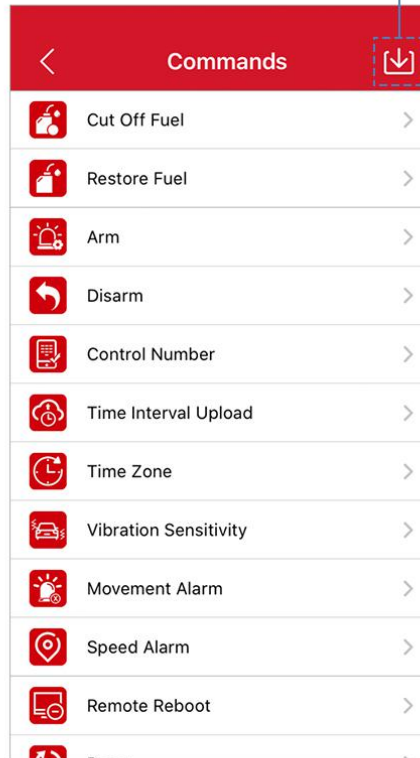 Commands
Cut Off Fuel
Restore Fuel
Arm
Disarm
Control Number
Time Interval Upload
Time Zone
Vibration Sensitivity
Movement Alarm
Speed Alarm
Remote Reboot